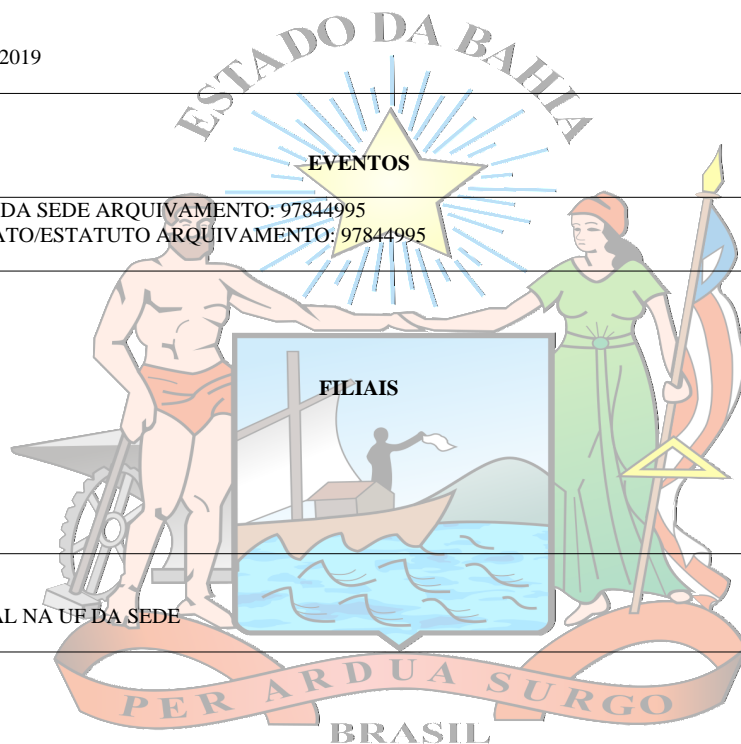 ESTADO DA BAHIA
2019
EVENTOS
DA SEDE ARQUIVAMENTO: 97844995
ATO/ESTATUTO ARQUIVAMENTO: 97844995
FILIAIS
AL NA UF DA SEDE
PER ARDUA SURGO
BRASIL